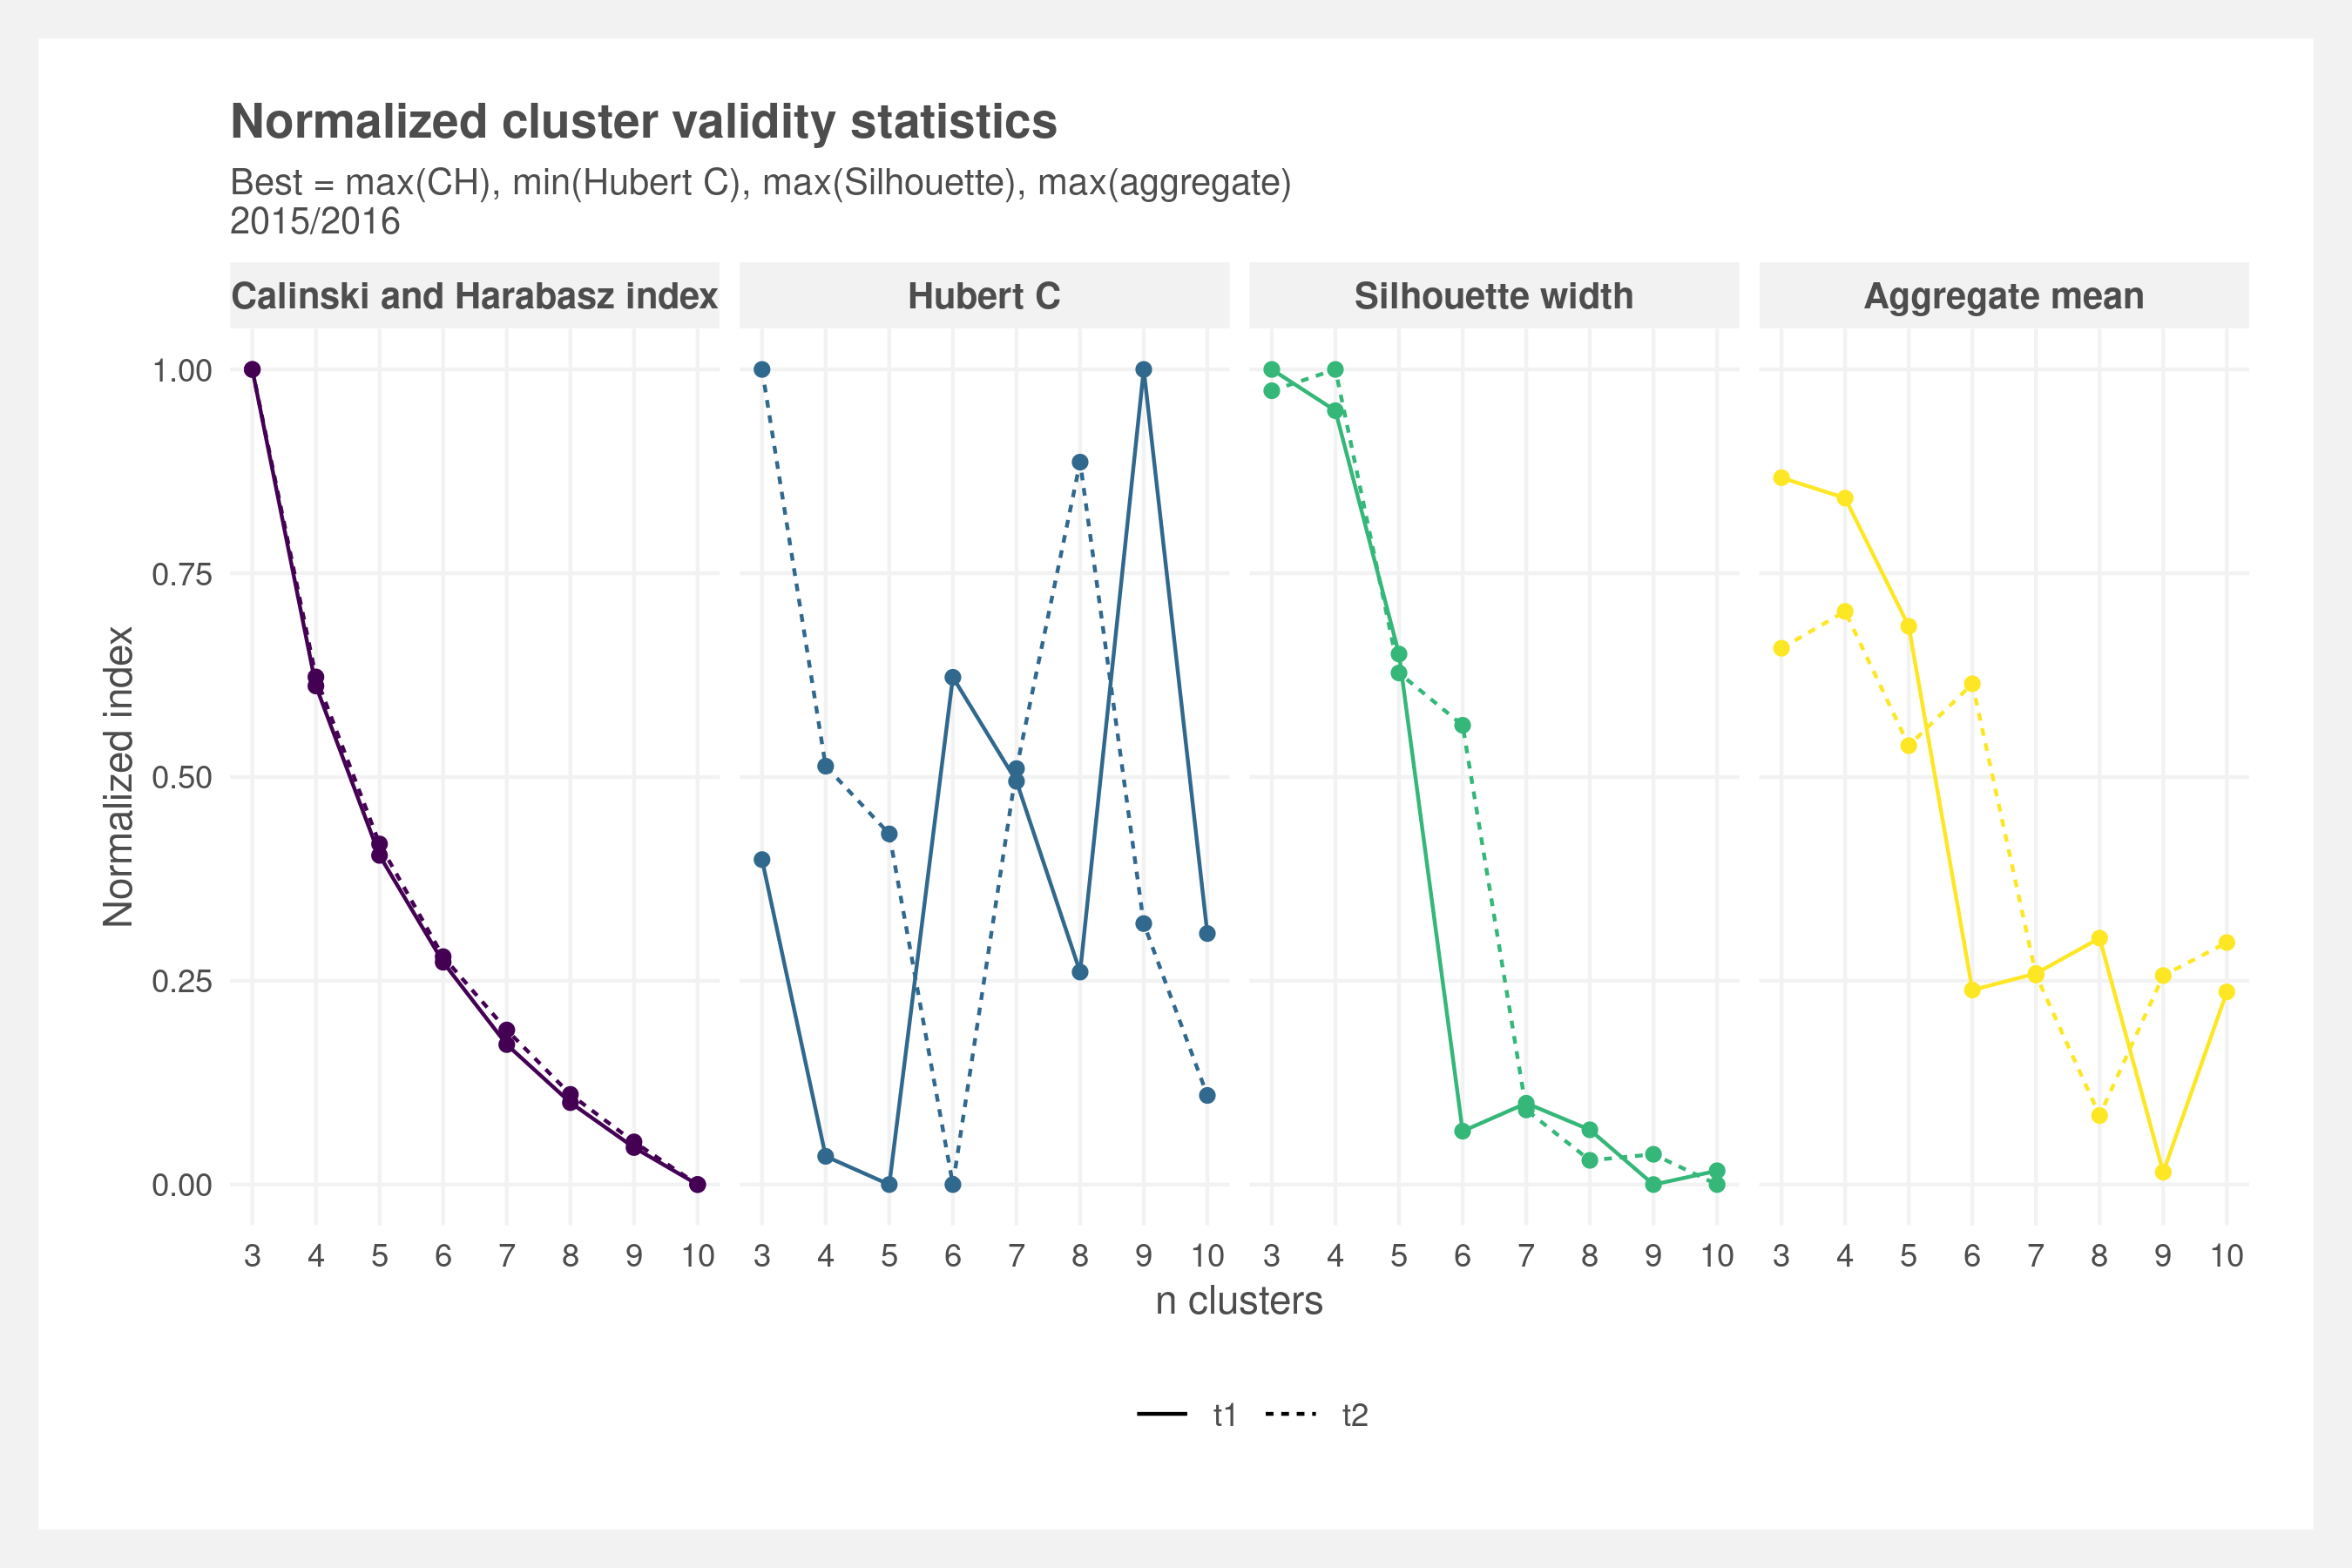 Normalized cluster validity statistics
Best = max(CH), min(Hubert C), max(Silhouette), max(aggregate)
2015/2016
Calinski and Harabasz index Hubert C Silhouette width Aggregate mean
Normalized index
1.00
0.75
0.50
0.25
0.00
3 4 5 6 7 8 9 10 3 4 5 6 7 8 9 10 3 4 5 6 7 8 9 10 3 4 5 6 7 8 9 10
n clusters
t1 t2